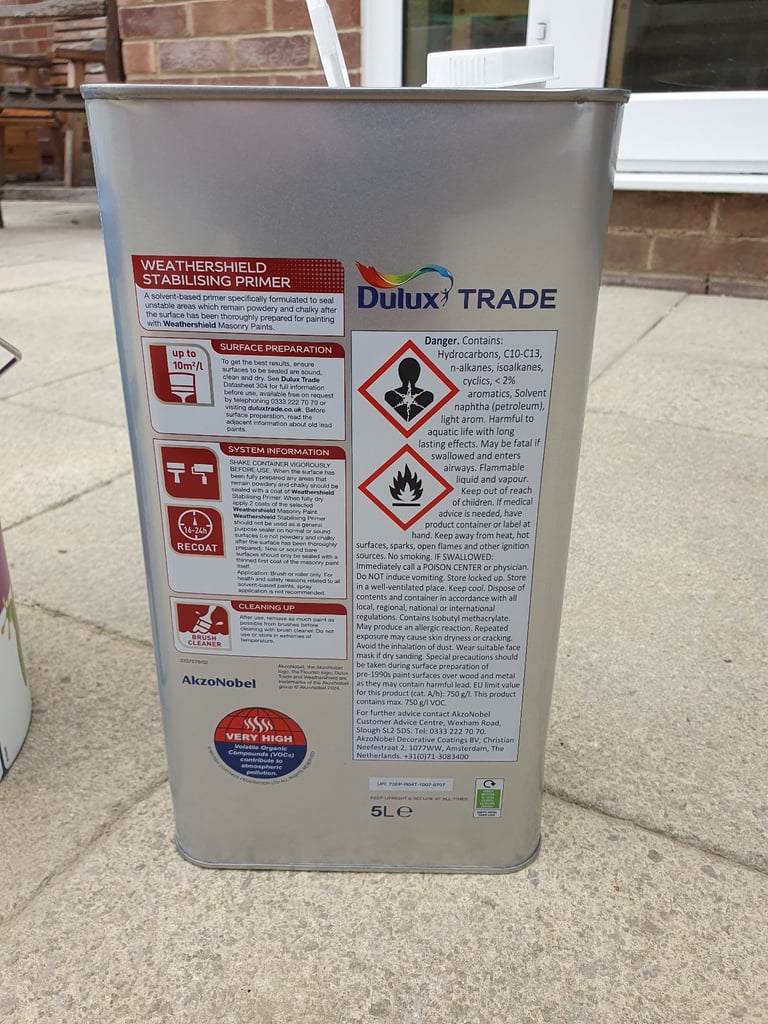 WEATHERSHIELD
STABILISING PRIMER
A solvent-based primer specifically formulated to seal
unstable areas which remain powdery and chalky after
the surface has been thoroughly prepared for painting
with Weathershield Masonry Paints.
up to
10m²/l
SURFACE PREPARATION
To get the best results, ensure
surfaces to be sealed are sound,
clean and dry. See Dulux Trade
Datasheet 304 for full information
before use, available free on request
by telephoning 0333 222 70 70 or
visiting duluxtrade.co.uk. Before
surface preparation, read the
adjacent information about old lead
paints.
SYSTEM INFORMATION
SHAKE CONTAINER VIGOROUSLY
BEFORE USE. When the surface has
been fully prepared any areas that
remain powdery and chalky should be
sealed with a coat of Weathershield
Stabilising Primer. When fully dry
apply 2 coats of the selected
Weathershield Masonry Paint.
Weathershield Stabilising Primer
should not be used as a general
purpose sealer on normal or sound
surfaces (i.e not powdery or chalky
after the surface has been thoroughly
prepared). New or sound bare
surfaces should only be sealed with a
thinned first coat of the masonry paint
itself.
Application: Brush or roller only. For
health and safety reasons related to all
solvent-based paints, spray
application is not recommended.
16-24h
RECOAT
CLEANING UP
After use, remove as much paint as
possible from brushes before
cleaning with brush cleaner. Do not
use or store in extremes of
temperature.
BRUSH
CLEANER
AkzoNobel
AkzoNobel, the AkzoNobel
logo, the Flourish logo, Dulux
Trade and Weathershield are
trademarks of the AkzoNobel
group © AkzoNobel 2024.
VERY HIGH
Volatile Organic
Compounds (VOCs)
contribute to
atmospheric
pollution.
Dulux TRADE
Danger. Contains:
Hydrocarbons, C10-C13,
n-alkanes, isoalkanes,
cyclics, < 2%
aromatics, Solvent
naphtha (petroleum),
light arom. Harmful to
aquatic life with long
lasting effects. May be fatal if
swallowed and enters
airways. Flammable
liquid and vapour.
Keep out of reach
of children. If medical
advice is needed, have
product container or label at
hand. Keep away from heat, hot
surfaces, sparks, open flames and other ignition
sources. No smoking. IF SWALLOWED:
Immediately call a POISON CENTER or physician.
Do NOT induce vomiting. Store locked up. Store
in a well-ventilated place. Keep cool. Dispose of
contents and container in accordance with all
local, regional, national or international
regulations. Contains Isobutyl methacrylate.
May produce an allergic reaction. Repeated
exposure may cause skin dryness or cracking.
Avoid the inhalation of dust. Wear suitable face
mask if dry sanding. Special precautions should
be taken during surface preparation of
pre-1990s paint surfaces over wood and metal
as they may contain harmful lead. EU limit value
for this product (cat. A/h): 750 g/l. This product
contains max. 750 g/l VOC.
For further advice contact AkzoNobel
Customer Advice Centre, Wexham Road,
Slough SL2 5DS. Tel: 0333 222 70 70.
AkzoNobel Decorative Coatings BV, Christian
Neefestraat 2, 1077WW, Amsterdam, The
Netherlands. +31(0)71-3083400
KEEP UPRIGHT & SECURE AT ALL TIMES
5L℮